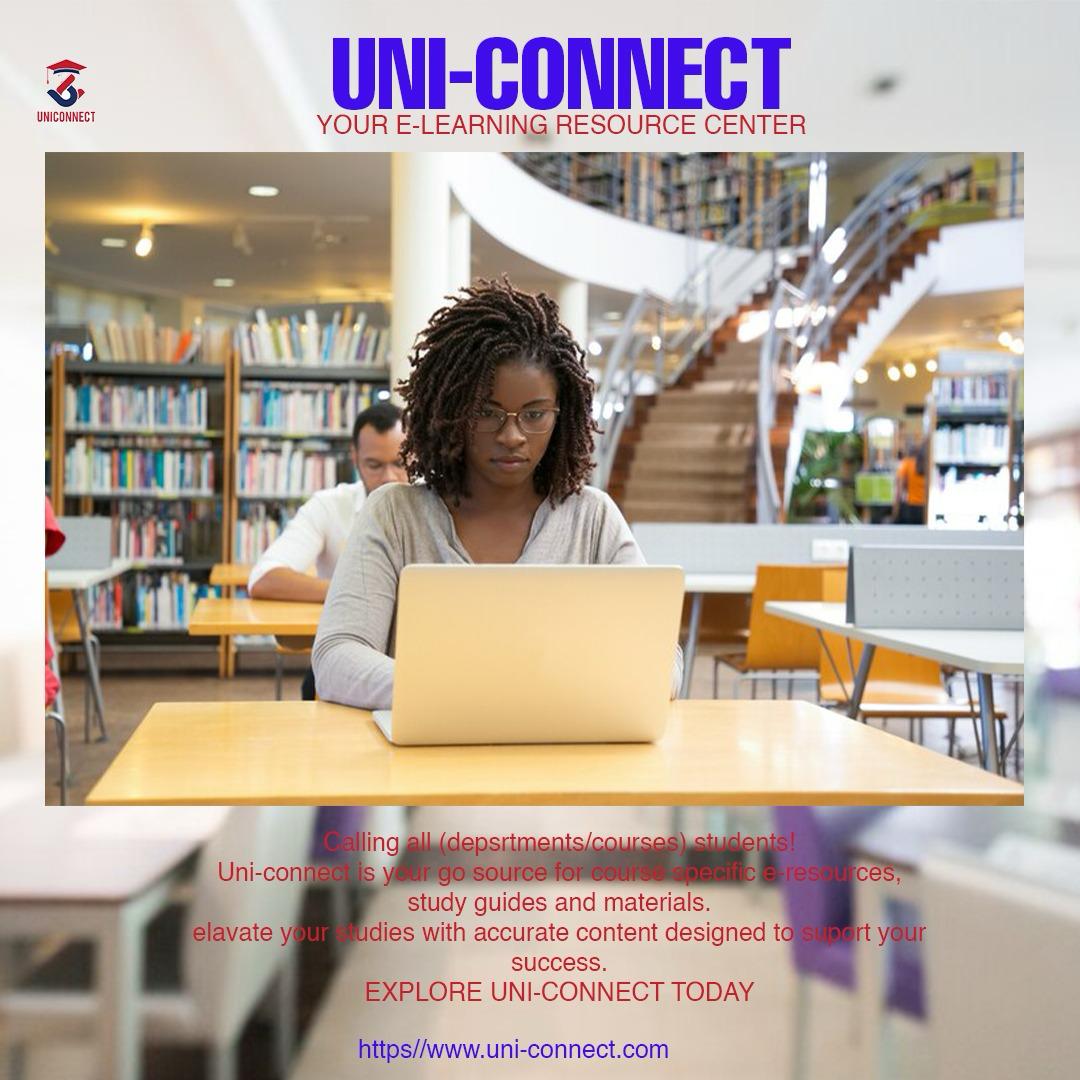 UNI-CONNECT
UNICONNECT
YOUR E-LEARNING RESOURCE CENTER
Calling all (depsrtments/courses) students!
Uni-connect is your go source for course specific e-resources,
study guides and materials.
elavate your studies with accurate content designed to suport your
success.
EXPLORE UNI-CONNECT TODAY
https//www.uni-connect.com